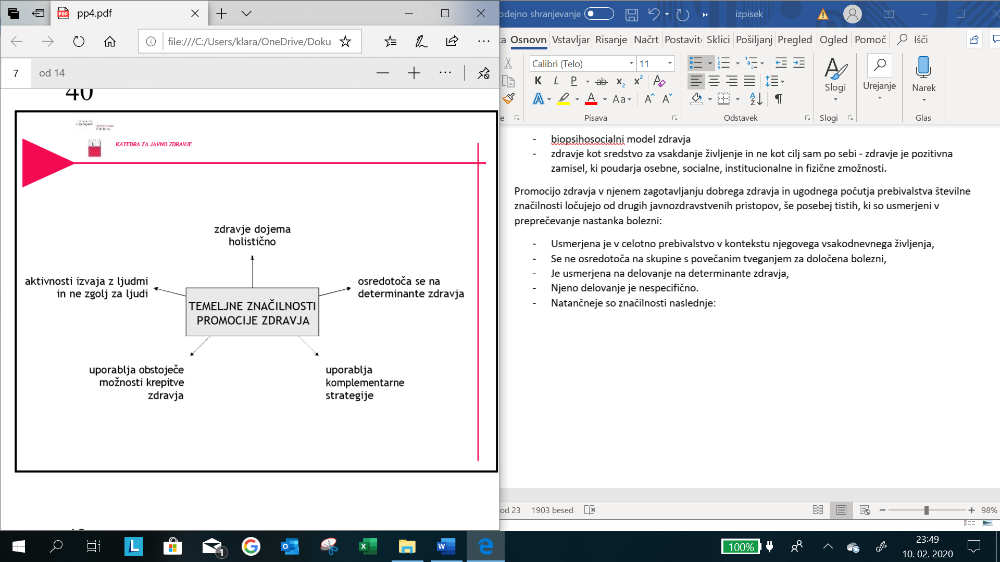 pp4.pdf
file:///C:/Users/klara/OneDrive/Doku
7 od 14
40
KATEDRA ZA JAVNO ZDRAVJE
zdravje dojema
holistično
aktivnosti izvaja z ljudmi
in ne zgolj za ljudi
osredotoča se na
determinante zdravja
TEMELJNE ZNAČILNOSTI
PROMOCIJE ZDRAVJA
uporablja obstoječe
možnosti krepitve
zdravja
uporablja
komplementarne
strategije
odejno shranjevanje
izpisek
ka Osnovn Vstavljar Risanje Načrt Postavit Sklici Pošiljanj Pregled Ogled Pomoč Išči
Calibri (Telo) 11
K L P ab x₂ x²
Aa
Slogi
Urejanje
Narek
e Pisava Odstavek Slogi Glas
- biopsihosocialni model zdravja
- zdravje kot sredstvo za vsakdanje življenje in ne kot cilj sam po sebi - zdravje je pozitivna
zamisel, ki poudarja osebne, socialne, institucionalne in fizične zmožnosti.
Promocijo zdravja v njenem zagotavljanju dobrega zdravja in ugodnega počutja prebivalstva številne
značilnosti ločujejo od drugih javnozdravstvenih pristopov, še posebej tistih, ki so usmerjeni v
preprečevanje nastanka bolezni:
- Usmerjena je v celotno prebivalstvo v kontekstu njegovega vsakodnevnega življenja,
- Se ne osredotoča na skupine s povečanim tveganjem za določena bolezni,
- Je usmerjena na delovanje na determinante zdravja,
- Njeno delovanje je nespecifično.
- Natančneje so značilnosti naslednje:
od 23 1903 besed 98%
100%
1
23:49
10. 02. 2020